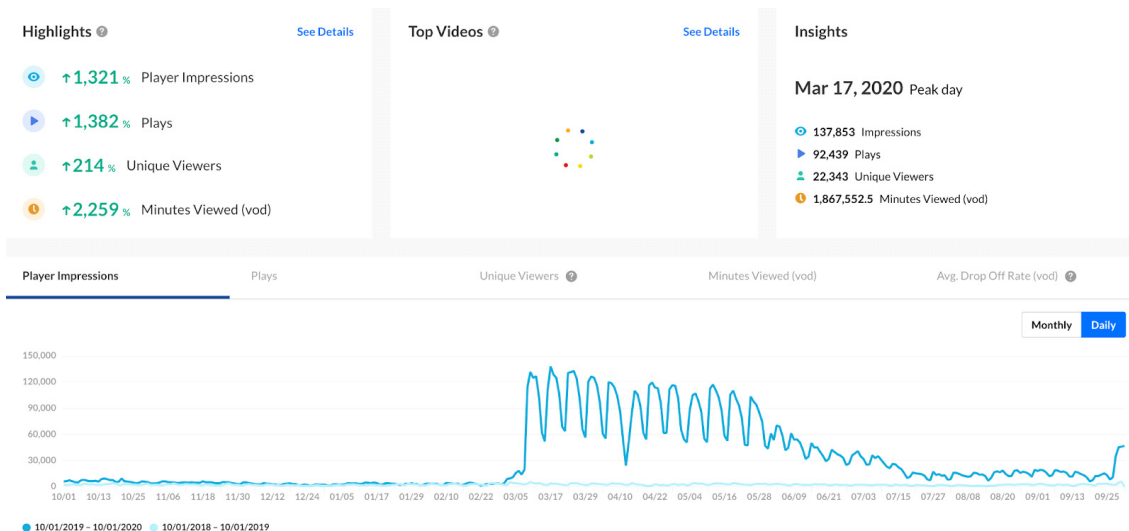 Highlights ?
See Details
↑1,321 % Player Impressions
↑1,382 % Plays
↑214 % Unique Viewers
↑2,259 % Minutes Viewed (vod)
Top Videos ?
See Details
Insights
Mar 17, 2020 Peak day
137,853 Impressions
92,439 Plays
22,343 Unique Viewers
1,867,552.5 Minutes Viewed (vod)
Player Impressions Plays Unique Viewers ? Minutes Viewed (vod) Avg. Drop Off Rate (vod) ?
Monthly Daily
150,000
120,000
90,000
60,000
30,000
0
10/01 10/13 10/25 11/06 11/18 11/30 12/12 12/24 01/05 01/17 01/29 02/10 02/22 03/05 03/17 03/29 04/10 04/22 05/04 05/16 05/28 06/09 06/21 07/03 07/15 07/27 08/08 08/20 09/01 09/13 09/25
10/01/2019 – 10/01/2020 10/01/2018 – 10/01/2019